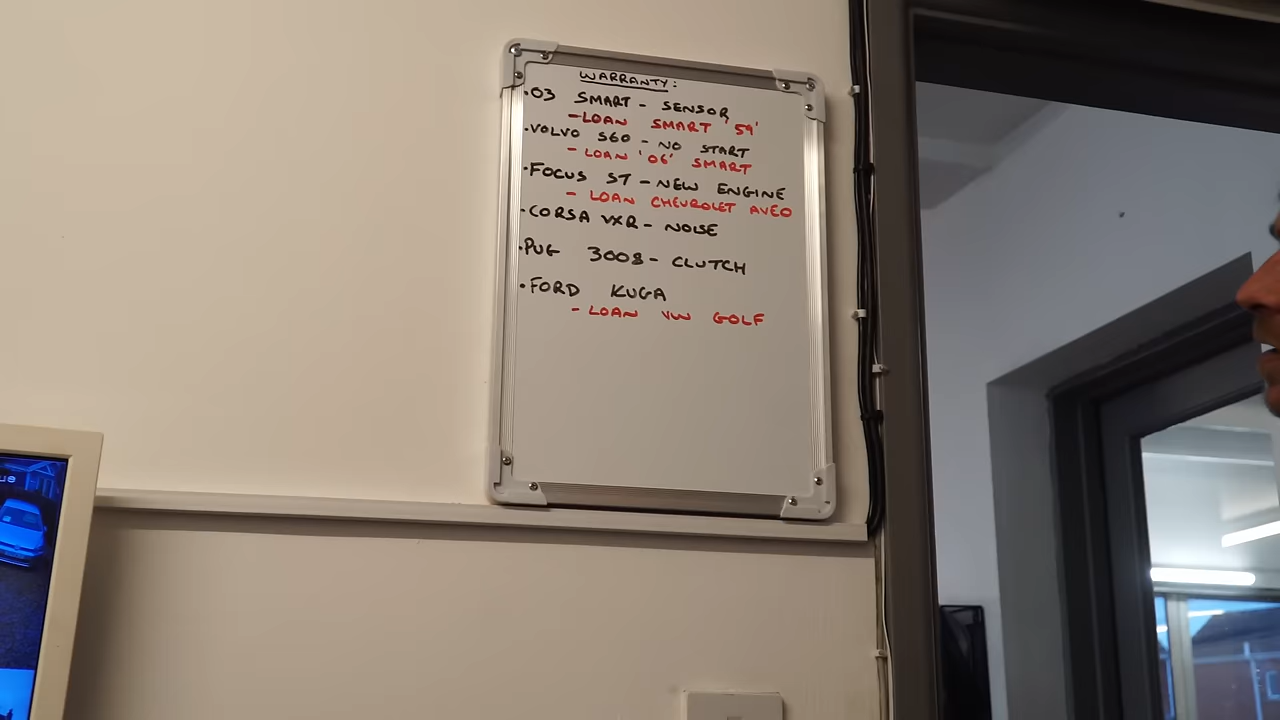 WARRANTY:
·03 SMART - SENSOR
-LOAN SMART '59'
·VOLVO S60 - NO START
- LOAN '06' SMART
·FOCUS ST - NEW ENGINE
- LOAN CHEVROLET AVEO
·CORSA VXR - NOISE
·PUG 3008 - CLUTCH
·FORD KUGA
- LOAN VW GOLF